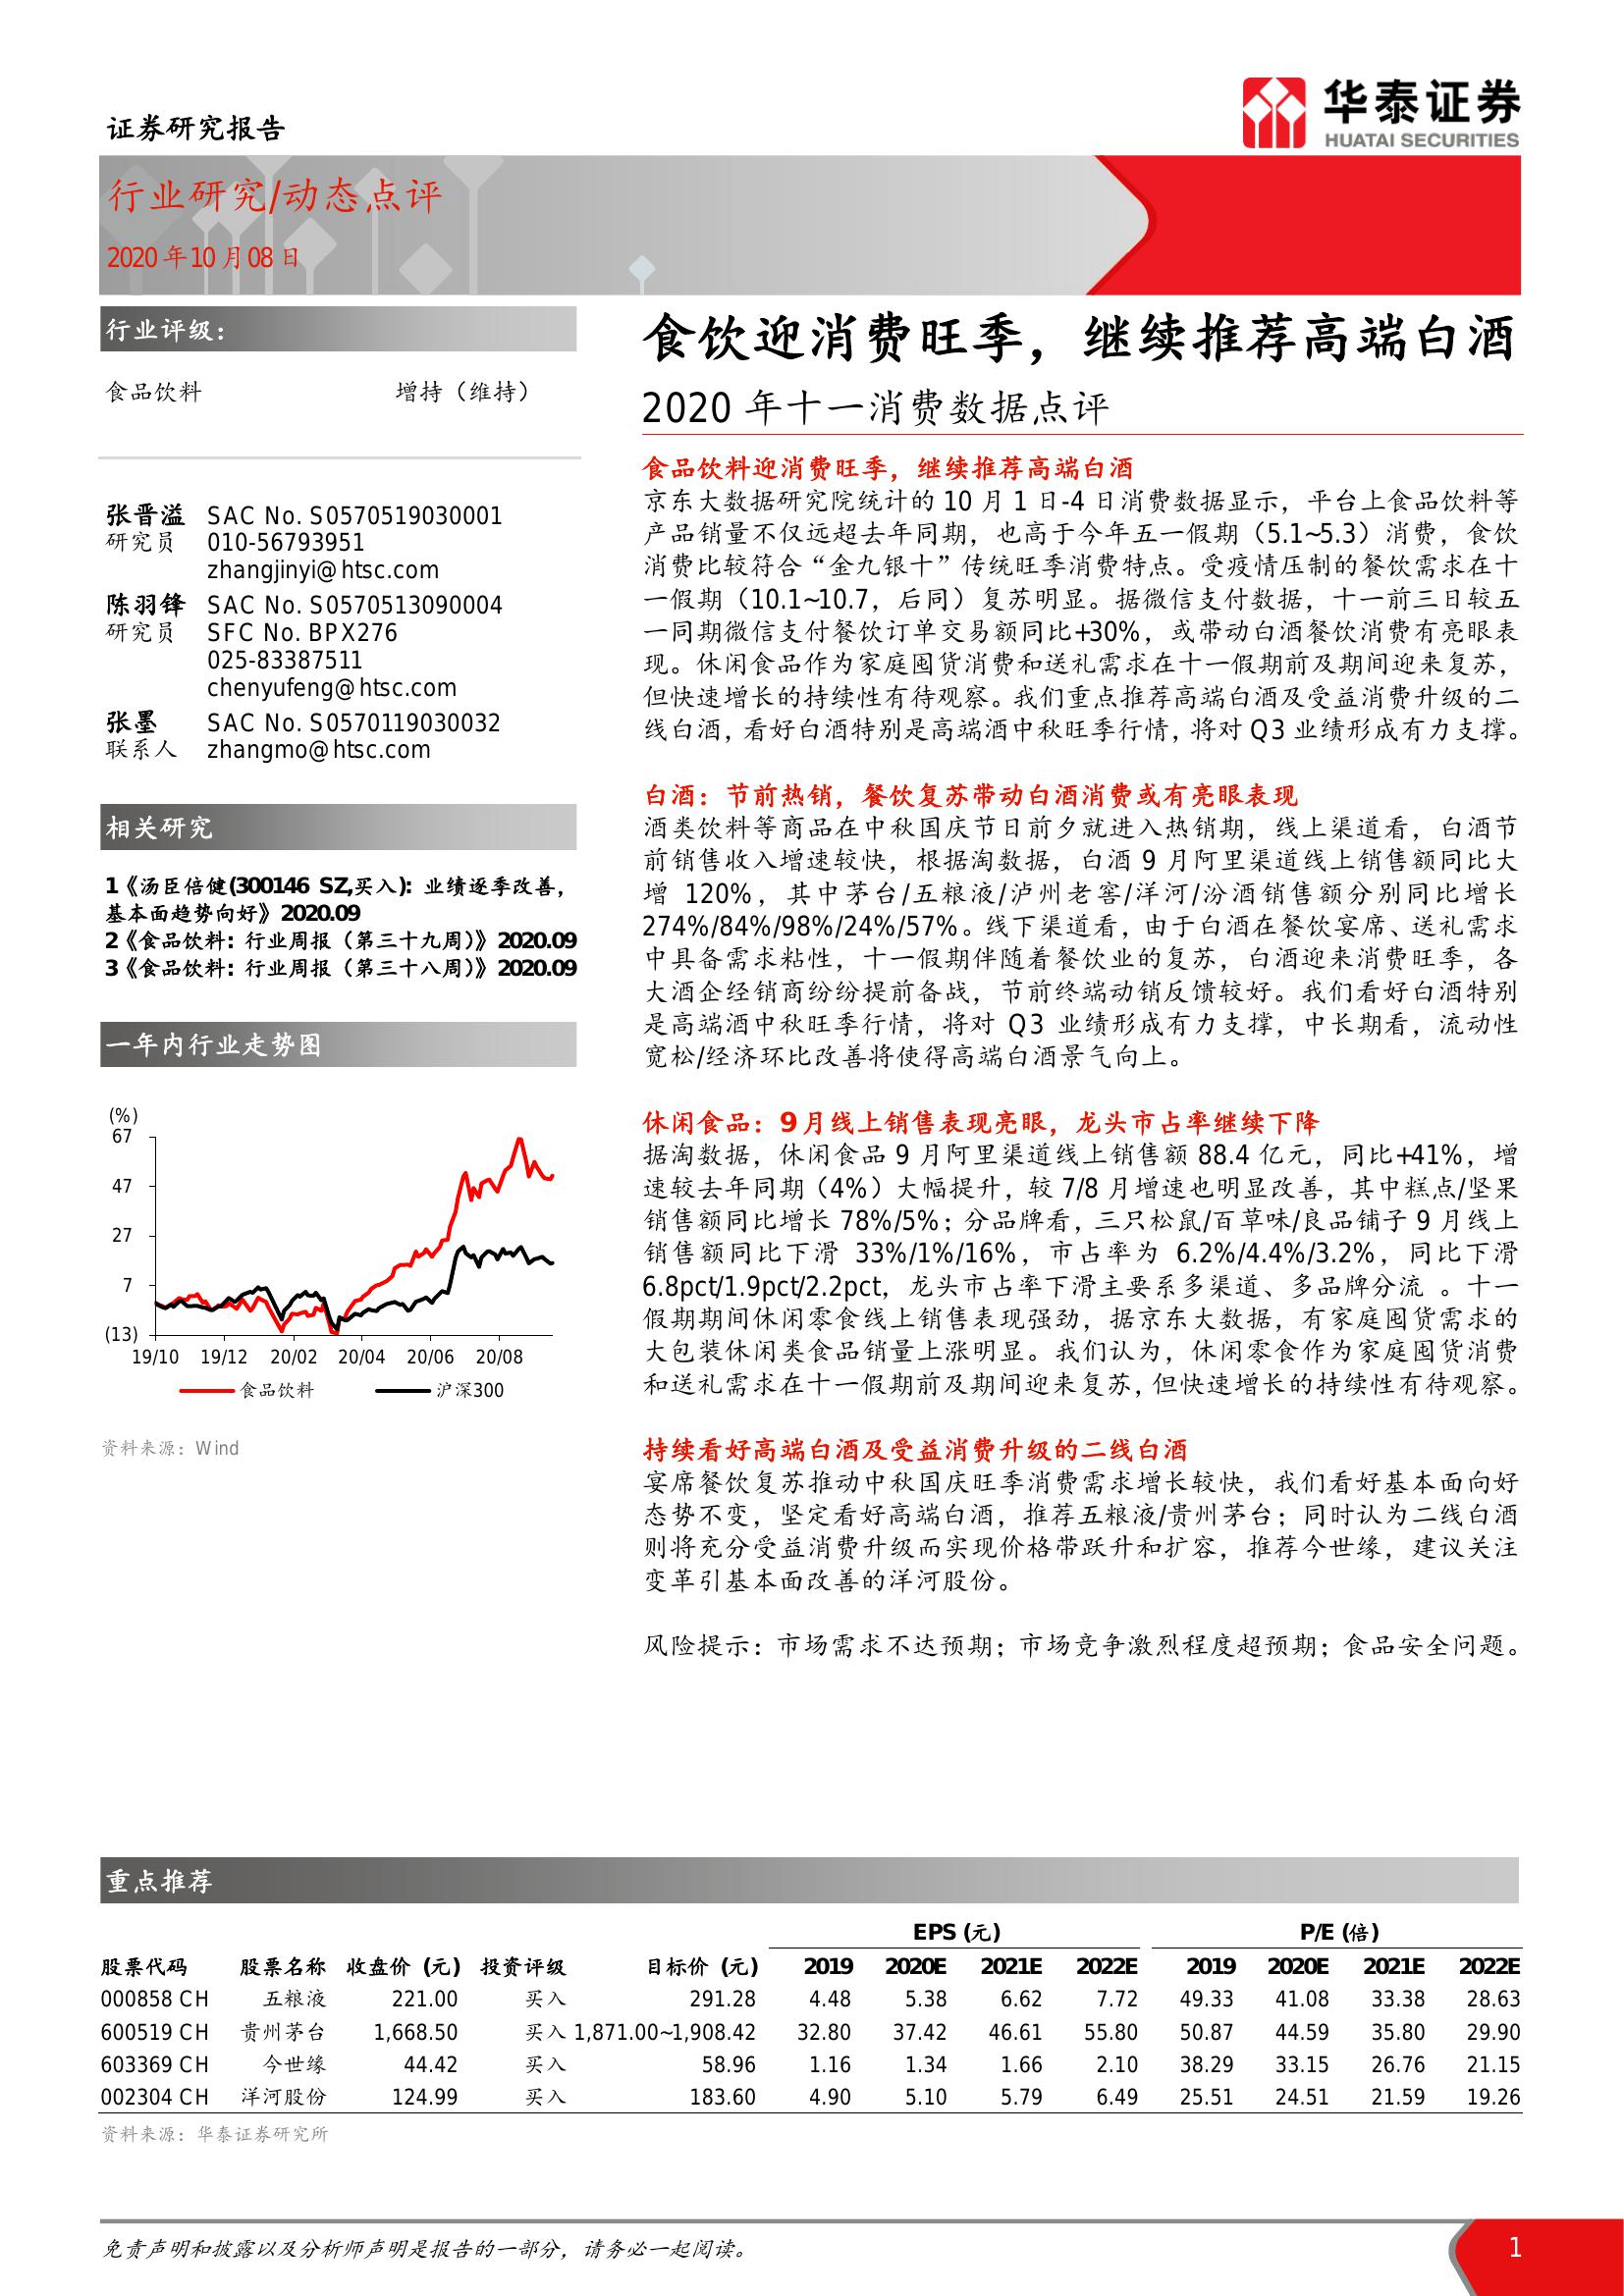 证券研究报告
华泰证券
HUATAI SECURITIES
行业研究/动态点评
2020年10月08日
行业评级：
食品饮料 增持（维持）
张晋溢 SAC No. S0570519030001
研究员 010-56793951
zhangjinyi@htsc.com
陈羽锋 SAC No. S0570513090004
研究员 SFC No. BPX276
025-83387511
chenyufeng@htsc.com
张墨 SAC No. S0570119030032
联系人 zhangmo@htsc.com
相关研究
1《汤臣倍健(300146 SZ,买入): 业绩逐季改善，
基本面趋势向好》2020.09
2《食品饮料: 行业周报（第三十九周）》2020.09
3《食品饮料: 行业周报（第三十八周）》2020.09
一年内行业走势图
(%)
67
47
27
7
(13)
19/10 19/12 20/02 20/04 20/06 20/08
食品饮料 沪深300
资料来源：Wind
食饮迎消费旺季，继续推荐高端白酒
2020 年十一消费数据点评
食品饮料迎消费旺季，继续推荐高端白酒
京东大数据研究院统计的 10 月 1 日-4 日消费数据显示，平台上食品饮料等
产品销量不仅远超去年同期，也高于今年五一假期（5.1~5.3）消费，食饮
消费比较符合“金九银十”传统旺季消费特点。受疫情压制的餐饮需求在十
一假期（10.1~10.7，后同）复苏明显。据微信支付数据，十一前三日较五
一同期微信支付餐饮订单交易额同比+30%，或带动白酒餐饮消费有亮眼表
现。休闲食品作为家庭囤货消费和送礼需求在十一假期前及期间迎来复苏，
但快速增长的持续性有待观察。我们重点推荐高端白酒及受益消费升级的二
线白酒，看好白酒特别是高端酒中秋旺季行情，将对 Q3 业绩形成有力支撑。
白酒：节前热销，餐饮复苏带动白酒消费或有亮眼表现
酒类饮料等商品在中秋国庆节日前夕就进入热销期，线上渠道看，白酒节
前销售收入增速较快，根据淘数据，白酒 9 月阿里渠道线上销售额同比大
增 120%，其中茅台/五粮液/泸州老窖/洋河/汾酒销售额分别同比增长
274%/84%/98%/24%/57%。线下渠道看，由于白酒在餐饮宴席、送礼需求
中具备需求粘性，十一假期伴随着餐饮业的复苏，白酒迎来消费旺季，各
大酒企经销商纷纷提前备战，节前终端动销反馈较好。我们看好白酒特别
是高端酒中秋旺季行情，将对 Q3 业绩形成有力支撑，中长期看，流动性
宽松/经济环比改善将使得高端白酒景气向上。
休闲食品：9月线上销售表现亮眼，龙头市占率继续下降
据淘数据，休闲食品 9 月阿里渠道线上销售额 88.4 亿元，同比+41%，增
速较去年同期（4%）大幅提升，较 7/8 月增速也明显改善，其中糕点/坚果
销售额同比增长 78%/5%；分品牌看，三只松鼠/百草味/良品铺子 9 月线上
销售额同比下滑 33%/1%/16%，市占率为 6.2%/4.4%/3.2%，同比下滑
6.8pct/1.9pct/2.2pct，龙头市占率下滑主要系多渠道、多品牌分流 。十一
假期期间休闲零食线上销售表现强劲，据京东大数据，有家庭囤货需求的
大包装休闲类食品销量上涨明显。我们认为，休闲零食作为家庭囤货消费
和送礼需求在十一假期前及期间迎来复苏，但快速增长的持续性有待观察。
持续看好高端白酒及受益消费升级的二线白酒
宴席餐饮复苏推动中秋国庆旺季消费需求增长较快，我们看好基本面向好
态势不变，坚定看好高端白酒，推荐五粮液/贵州茅台；同时认为二线白酒
则将充分受益消费升级而实现价格带跃升和扩容，推荐今世缘，建议关注
变革引基本面改善的洋河股份。
风险提示：市场需求不达预期；市场竞争激烈程度超预期；食品安全问题。
重点推荐
EPS (元) P/E (倍)
股票代码 股票名称 收盘价 (元) 投资评级 目标价 (元) 2019 2020E 2021E 2022E 2019 2020E 2021E 2022E
000858 CH 五粮液 221.00 买入 291.28 4.48 5.38 6.62 7.72 49.33 41.08 33.38 28.63
600519 CH 贵州茅台 1,668.50 买入 1,871.00~1,908.42 32.80 37.42 46.61 55.80 50.87 44.59 35.80 29.90
603369 CH 今世缘 44.42 买入 58.96 1.16 1.34 1.66 2.10 38.29 33.15 26.76 21.15
002304 CH 洋河股份 124.99 买入 183.60 4.90 5.10 5.79 6.49 25.51 24.51 21.59 19.26
资料来源：华泰证券研究所
免责声明和披露以及分析师声明是报告的一部分，请务必一起阅读。
1